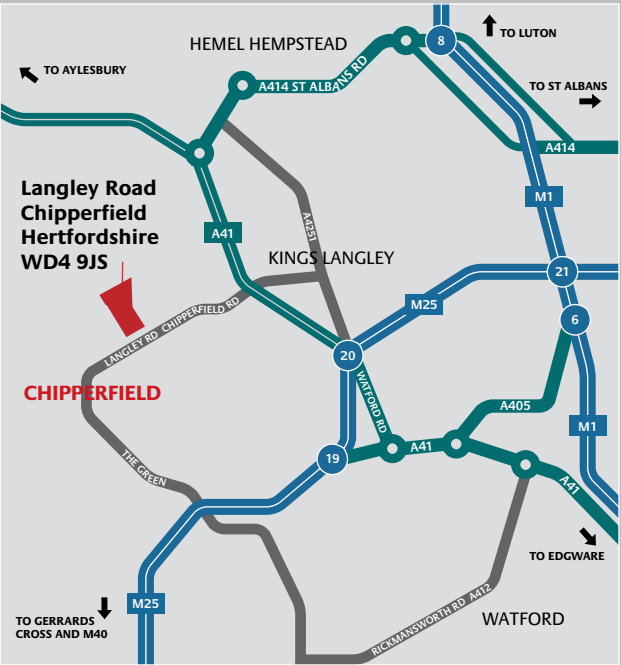 8
TO LUTON
HEMEL HEMPSTEAD
TO AYLESBURY
A414 ST ALBANS RD
TO ST ALBANS
A414
Langley Road
Chipperfield
Hertfordshire
WD4 9JS
M1
A4251
A41
KINGS LANGLEY
21
M25
LANGLEY RD CHIPPERFIELD RD
6
20
CHIPPERFIELD
WATFORD RD
A405
M1
A41
19
THE GREEN
A41
TO EDGWARE
M25
TO GERRARDS
CROSS AND M40
RICKMANSWORTH RD A412
WATFORD